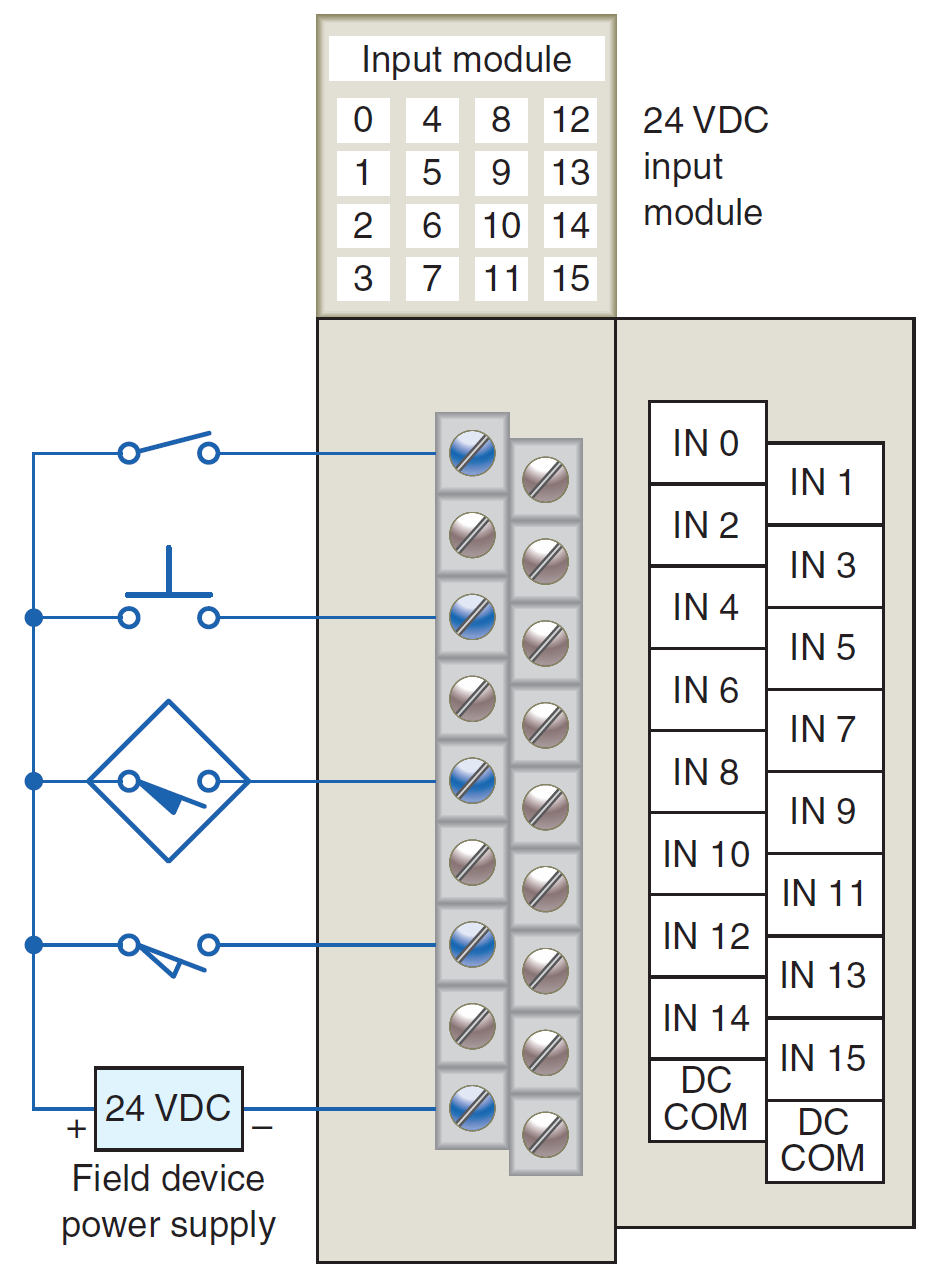 Input module
0 4 8 12
1 5 9 13
2 6 10 14
3 7 11 15
24 VDC
input
module
IN 0
IN 1
IN 2
IN 3
IN 4
IN 5
IN 6
IN 7
IN 8
IN 9
IN 10
IN 11
IN 12
IN 13
IN 14
IN 15
DC
COM
DC
COM
24 VDC
+ –
Field device
power supply